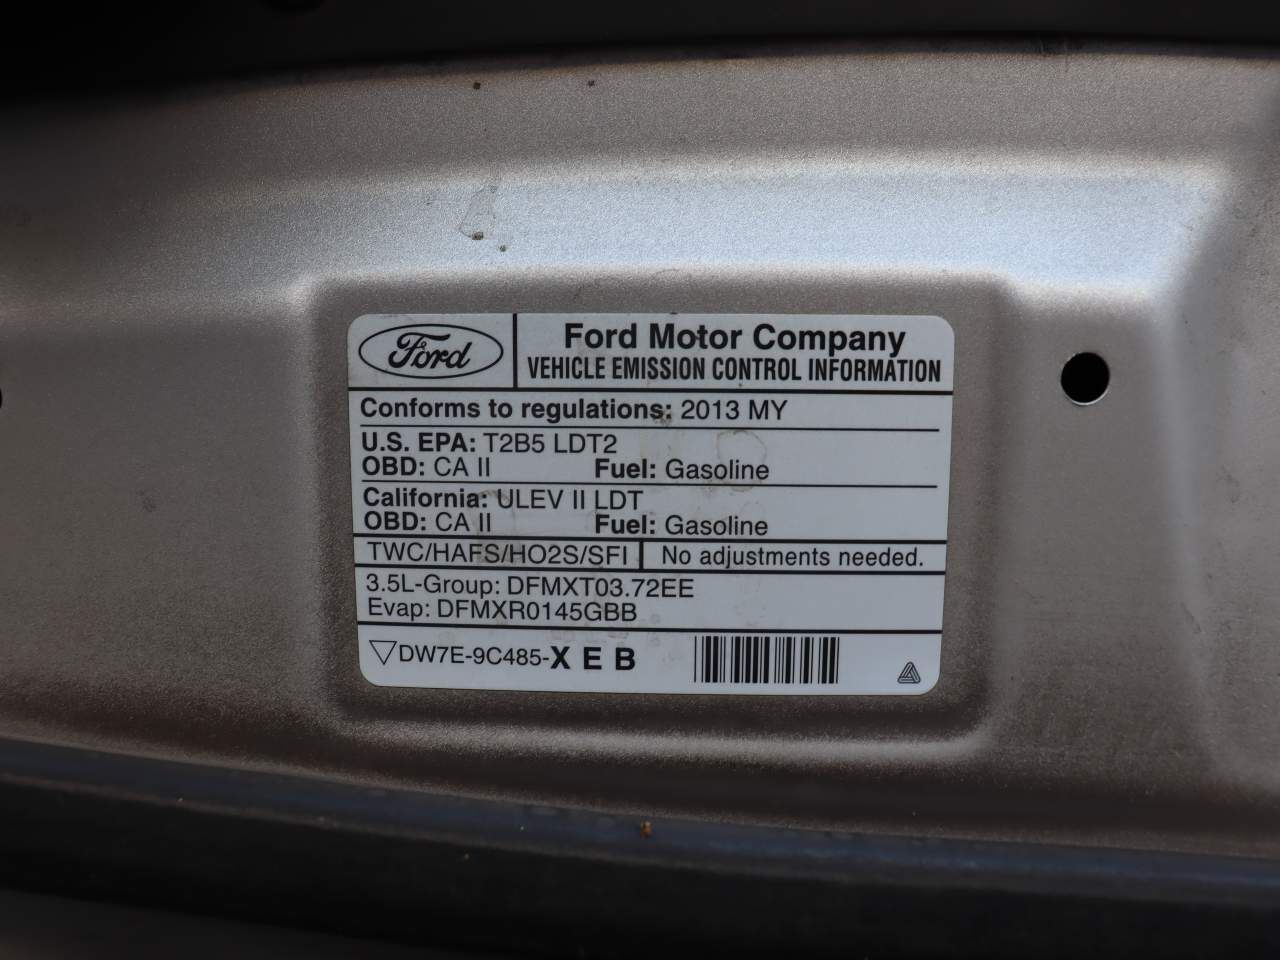 Ford
Ford Motor Company
VEHICLE EMISSION CONTROL INFORMATION
Conforms to regulations: 2013 MY
U.S. EPA: T2B5 LDT2
OBD: CA II Fuel: Gasoline
California: ULEV II LDT
OBD: CA II Fuel: Gasoline
TWC/HAFS/HO2S/SFI No adjustments needed.
3.5L-Group: DFMXT03.72EE
Evap: DFMXR0145GBB
DW7E-9C485-X E B